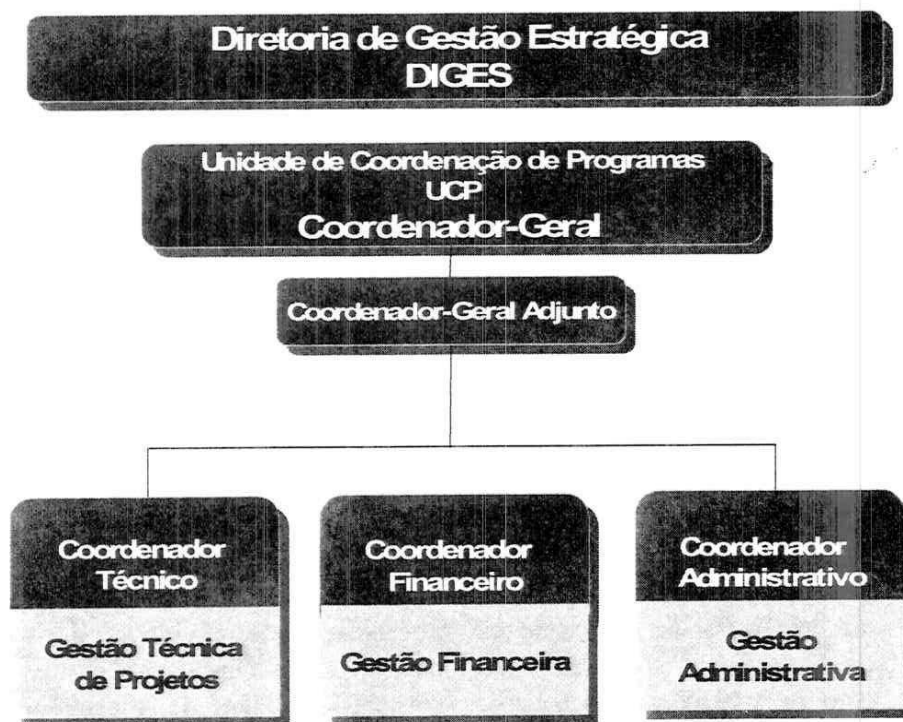 Diretoria de Gestão Estratégica
DIGES
Unidade de Coordenação de Programas
UCP
Coordenador-Geral
Coordenador-Geral Adjunto
Coordenador
Técnico
Gestão Técnica
de Projetos
Coordenador
Financeiro
Gestão Financeira
Coordenador
Administrativo
Gestão
Administrativa